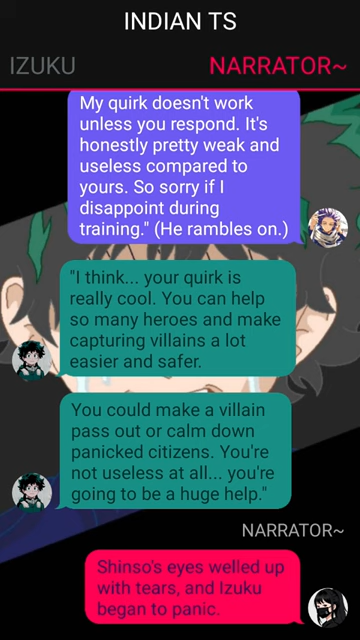 INDIAN TS
IZUKU
NARRATOR~
My quirk doesn't work
unless you respond. It's
honestly pretty weak and
useless compared to
yours. So sorry if I
disappoint during
training." (He rambles on.)
"I think... your quirk is
really cool. You can help
so many heroes and make
capturing villains a lot
easier and safer.
You could make a villain
pass out or calm down
panicked citizens. You're
not useless at all... you're
going to be a huge help."
NARRATOR~
Shinso's eyes welled up
with tears, and Izuku
began to panic.